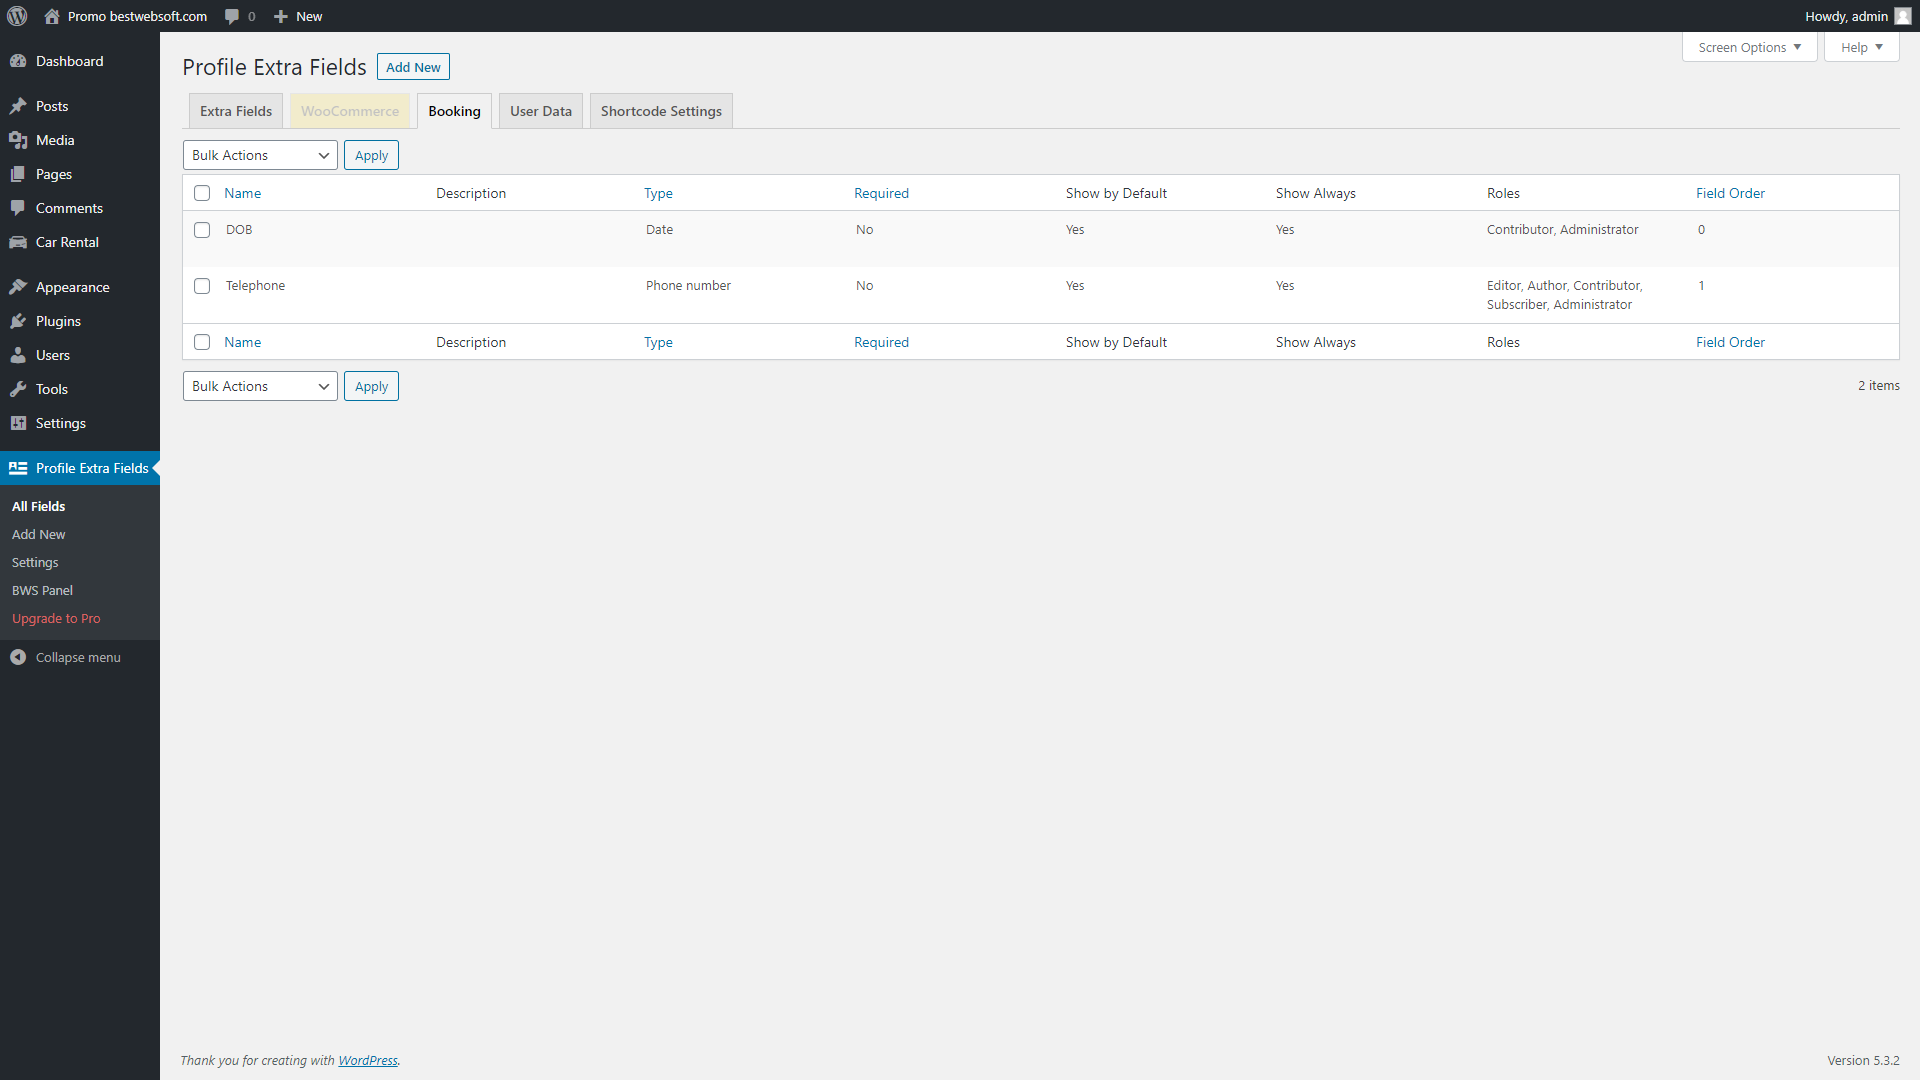 Promo bestwebsoft.com 0 New Howdy, admin
Screen Options Help
Dashboard
Posts
Media
Pages
Comments
Car Rental
Appearance
Plugins
Users
Tools
Settings
Profile Extra Fields
All Fields
Add New
Settings
BWS Panel
Upgrade to Pro
Collapse menu
Profile Extra Fields Add New
Extra Fields WooCommerce Booking User Data Shortcode Settings
Bulk Actions Apply
Name Description Type Required Show by Default Show Always Roles Field Order
DOB Date No Yes Yes Contributor, Administrator 0
Telephone Phone number No Yes Yes Editor, Author, Contributor, 1
Subscriber, Administrator
Name Description Type Required Show by Default Show Always Roles Field Order
Bulk Actions Apply 2 items
Thank you for creating with WordPress. Version 5.3.2